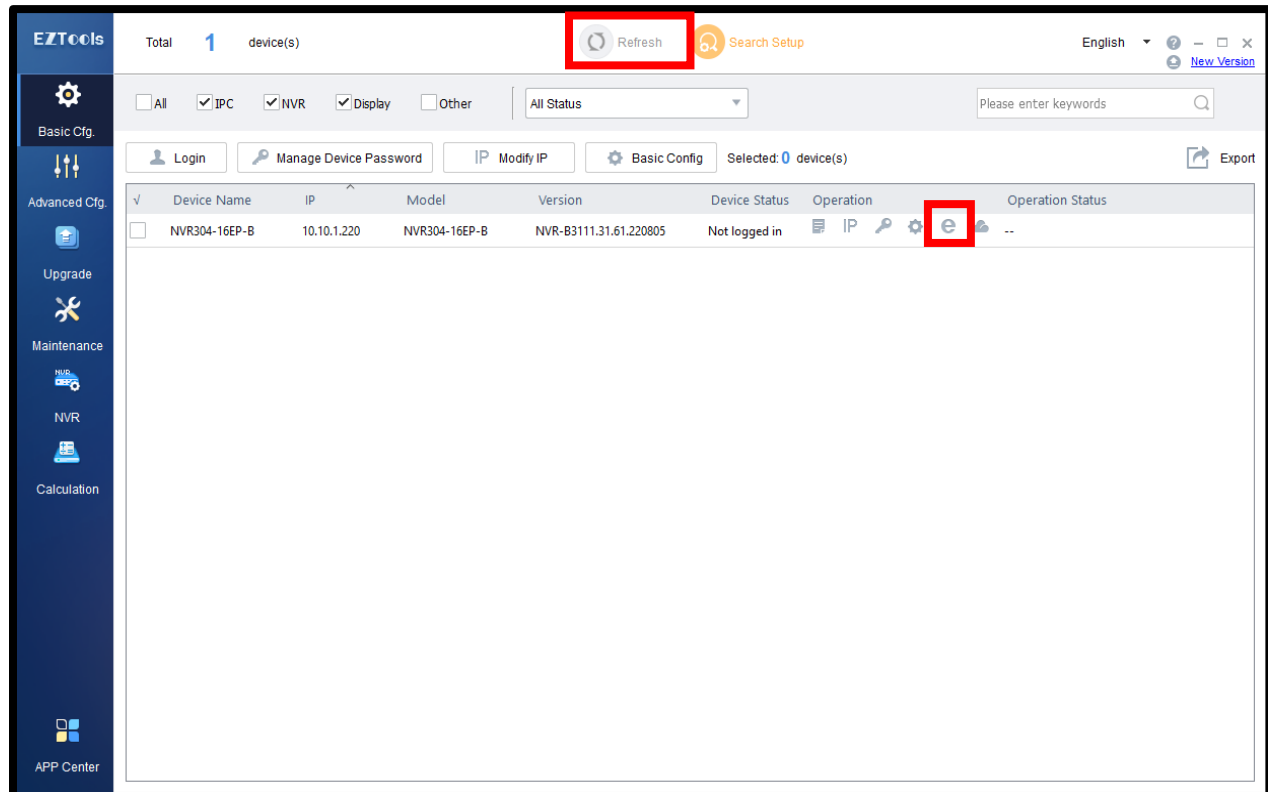 EZTools
Total 1 device(s)
Refresh
Search Setup
English
New Version
Basic Cfg.
All IPC NVR Display Other
All Status
Please enter keywords
Login
Manage Device Password
IP Modify IP
Basic Config
Selected: 0 device(s)
Export
Advanced Cfg.
√ Device Name IP Model Version Device Status Operation Operation Status
NVR304-16EP-B 10.10.1.220 NVR304-16EP-B NVR-B3111.31.61.220805 Not logged in IP --
Upgrade
Maintenance
NVR
NVR
Calculation
APP Center